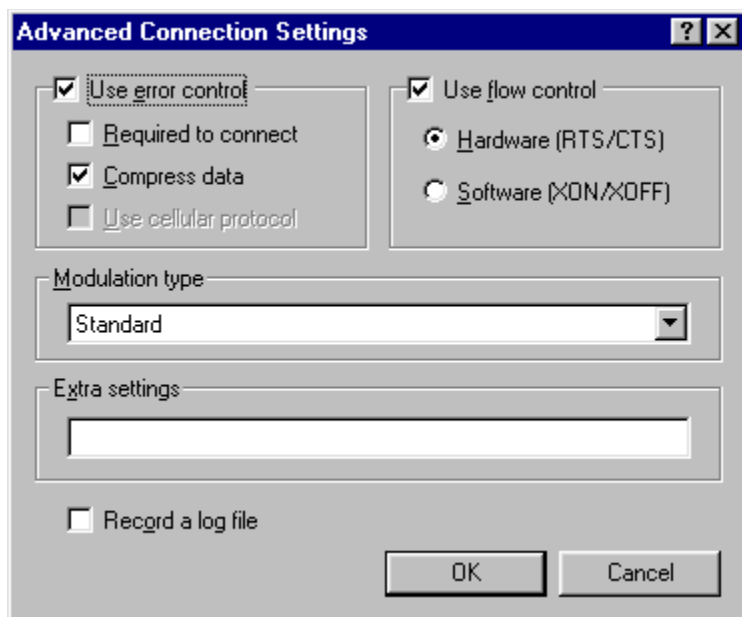 Advanced Connection Settings
Use error control
Required to connect
Compress data
Use cellular protocol
Use flow control
Hardware (RTS/CTS)
Software (XON/XOFF)
Modulation type
Standard
Extra settings
Record a log file
OK
Cancel